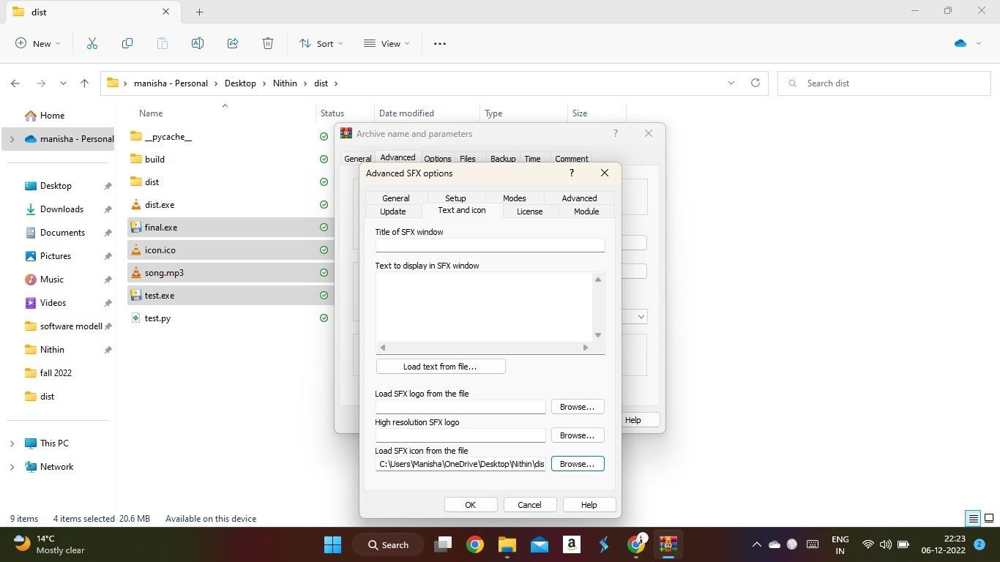 dist
New
Sort
View
manisha - Personal > Desktop > Nithin > dist >
Search dist
Name
Status
Date modified
Type
Size
Home
manisha - Personal
Desktop
Downloads
Documents
Pictures
Music
Videos
software modell
Nithin
fall 2022
dist
This PC
Network
__pycache__
build
dist
dist.exe
final.exe
icon.ico
song.mp3
test.exe
test.py
Archive name and parameters
?
General Advanced Options Files Backup Time Comment
Advanced SFX options
?
General Setup Modes Advanced
Update Text and icon License Module
Title of SFX window
Text to display in SFX window
Load text from file...
Load SFX logo from the file
Browse...
High resolution SFX logo
Browse...
Load SFX icon from the file
C:\Users\Manisha\OneDrive\Desktop\Nithin\dis
Browse...
OK Cancel Help
Help
9 items 4 items selected 20.6 MB Available on this device
14°C
Mostly clear
Search
a
ENG
IN
22:23
06-12-2022
2